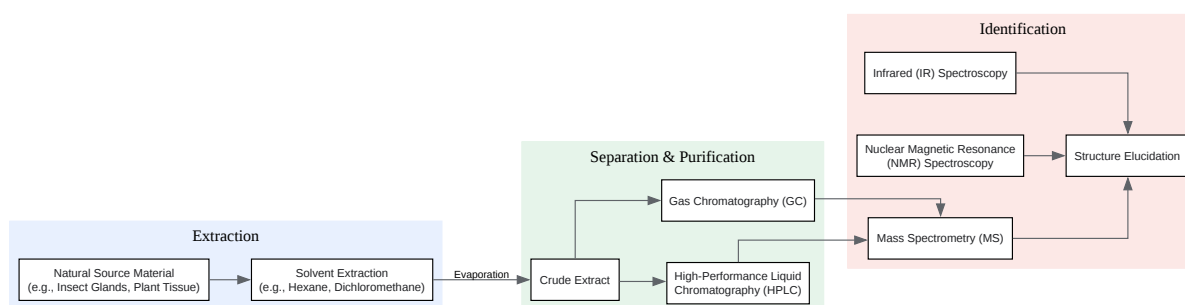 Extraction
Natural Source Material
(e.g., Insect Glands, Plant Tissue)
Solvent Extraction
(e.g., Hexane, Dichloromethane)
Evaporation
Separation & Purification
Crude Extract
Gas Chromatography (GC)
High-Performance Liquid
Chromatography (HPLC)
Identification
Infrared (IR) Spectroscopy
Nuclear Magnetic Resonance
(NMR) Spectroscopy
Mass Spectrometry (MS)
Structure Elucidation